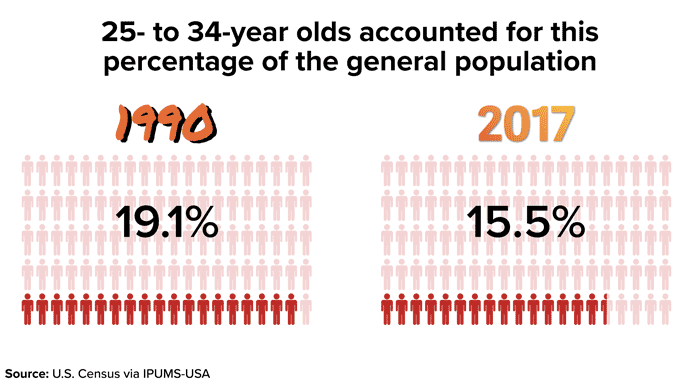 25- to 34-year olds accounted for this
percentage of the general population
1990
2017
19.1%
15.5%
Source: U.S. Census via IPUMS-USA